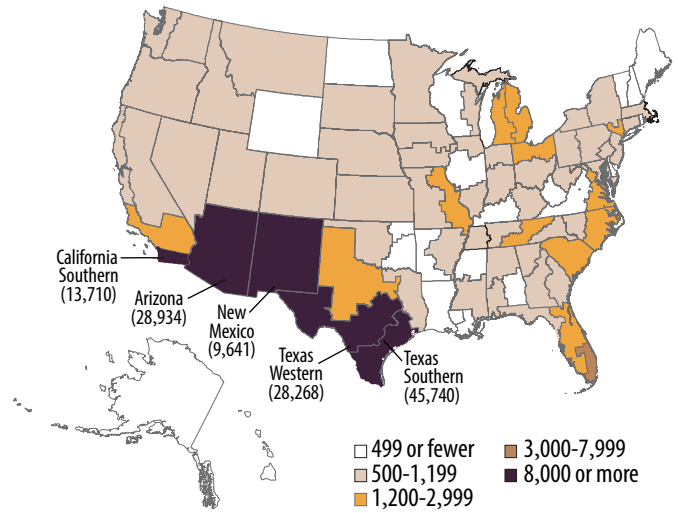 California
Southern
(13,710)
Arizona
(28,934)
New
Mexico
(9,641)
Texas
Western
(28,268)
Texas
Southern
(45,740)
499 or fewer
500-1,199
1,200-2,999
3,000-7,999
8,000 or more